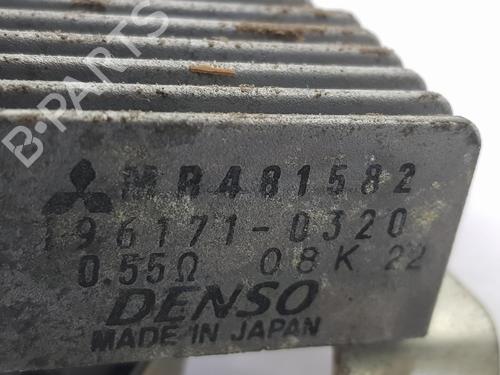 B-PARTS
MR481582
196171-0320
0.55Ω 08K 22
DENSO
MADE IN JAPAN